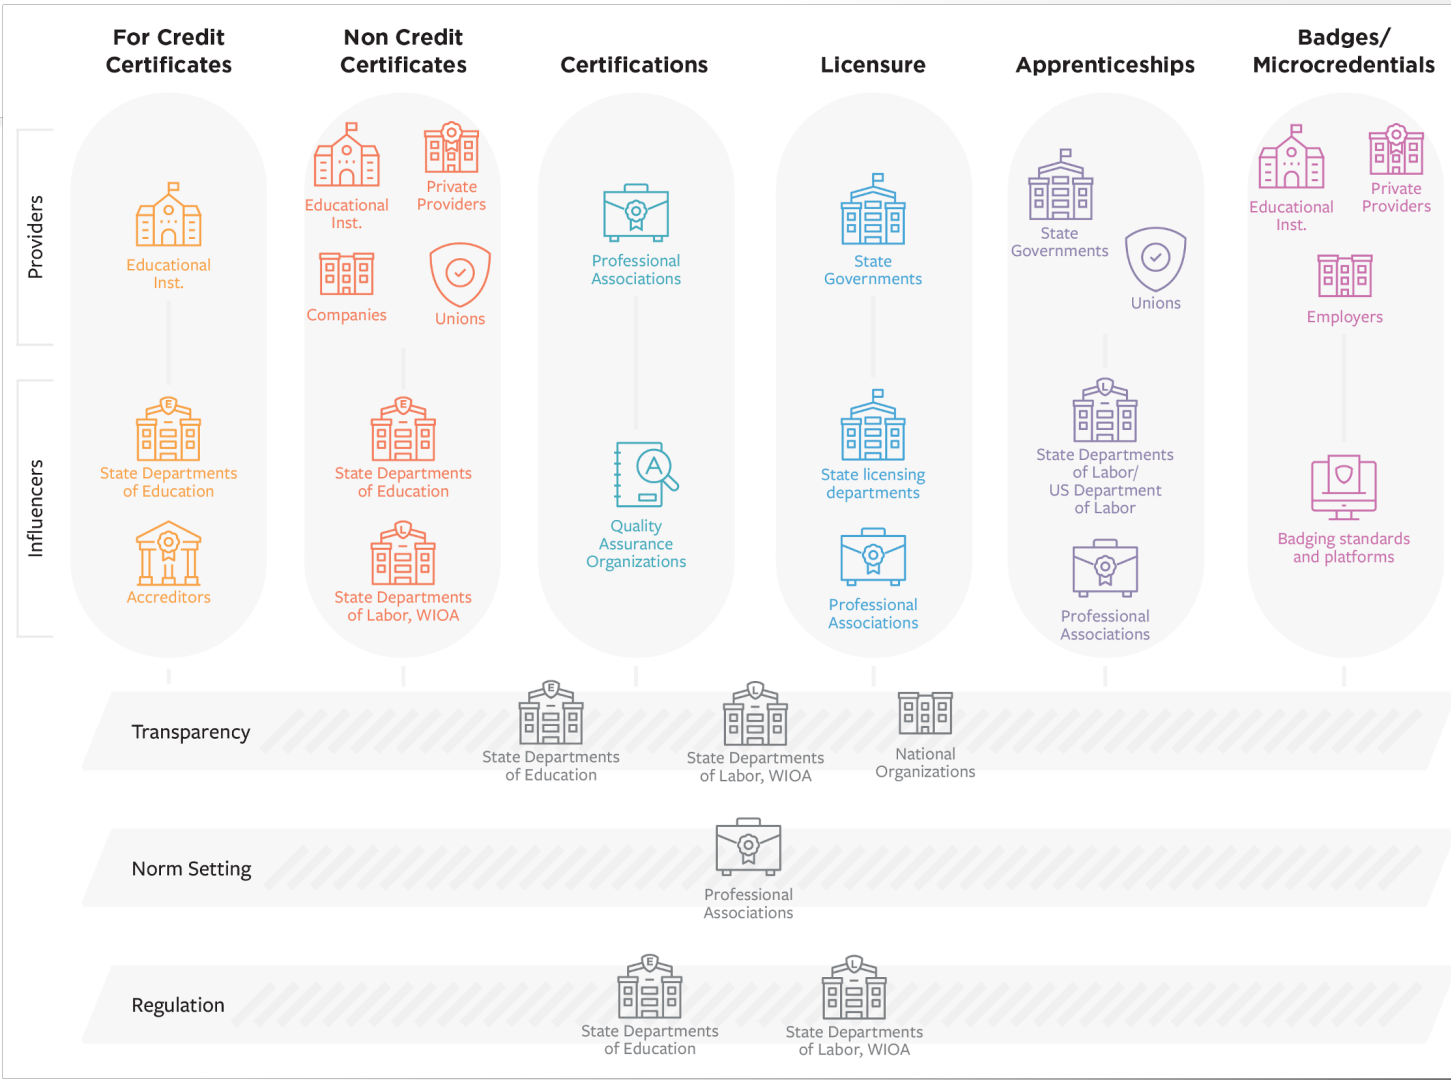 For Credit
Certificates
Non Credit
Certificates
Certifications
Licensure
Apprenticeships
Badges/
Microcredentials
Providers
Educational
Inst.
Educational
Inst.
Private
Providers
Companies
Unions
Professional
Associations
State
Governments
State
Governments
Unions
Educational
Inst.
Private
Providers
Employers
Influencers
E
State Departments
of Education
Accreditors
E
State Departments
of Education
L
State Departments
of Labor, WIOA
A
Quality
Assurance
Organizations
State licensing
departments
Professional
Associations
L
State Departments
of Labor/
US Department
of Labor
Professional
Associations
Badging standards
and platforms
Transparency
E
State Departments
of Education
L
State Departments
of Labor, WIOA
National
Organizations
Norm Setting
Professional
Associations
Regulation
E
State Departments
of Education
L
State Departments
of Labor, WIOA